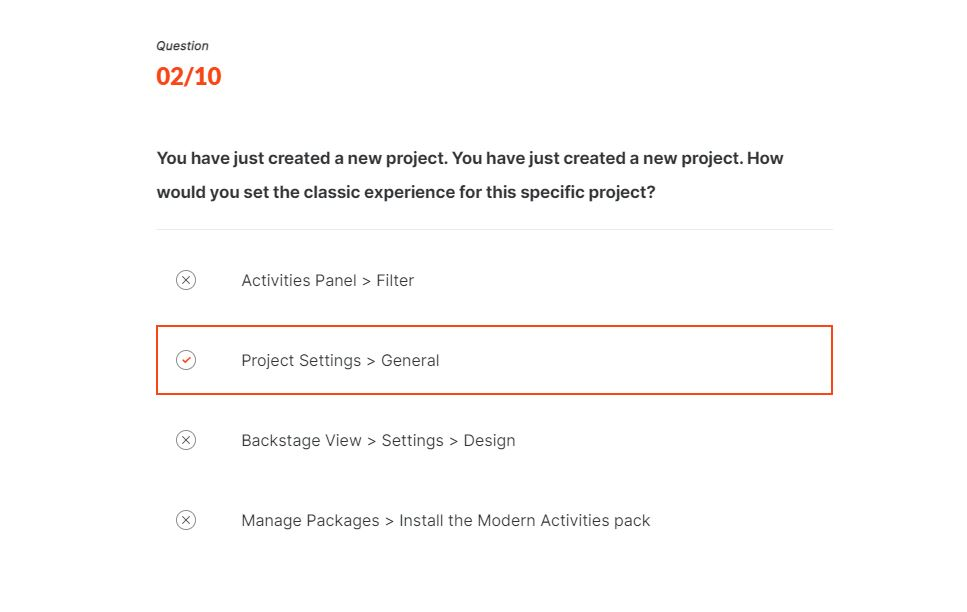 Question
02/10
You have just created a new project. You have just created a new project. How
would you set the classic experience for this specific project?
Activities Panel > Filter
Project Settings > General
Backstage View > Settings > Design
Manage Packages > Install the Modern Activities pack